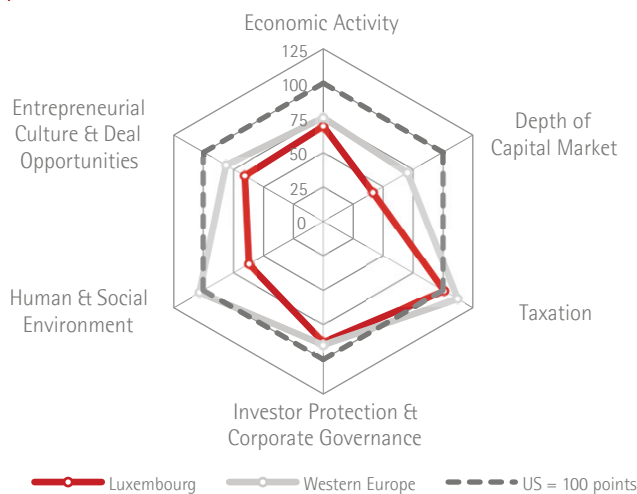 Economic Activity
125
100
75
50
25
0
Entrepreneurial
Culture & Deal
Opportunities
Depth of
Capital Market
Human & Social
Environment
Taxation
Investor Protection &
Corporate Governance
Luxembourg
Western Europe
US = 100 points